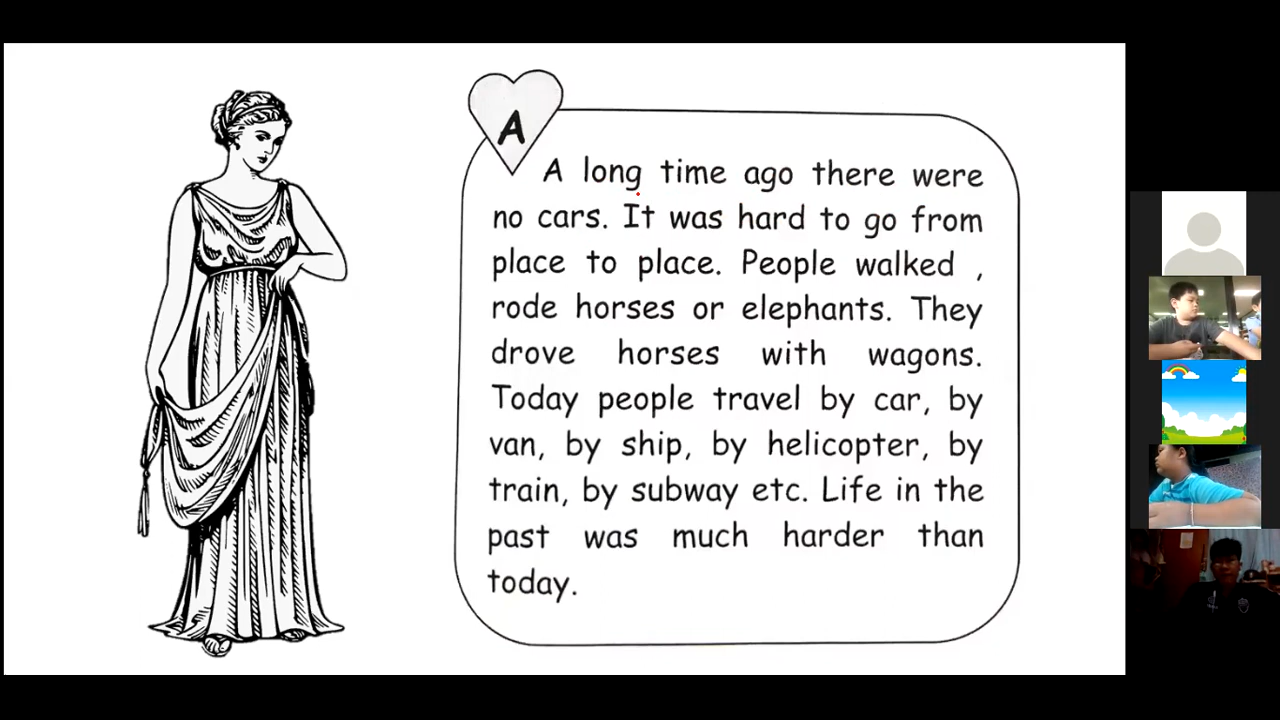 A
A long time ago there were
no cars. It was hard to go from
place to place. People walked ,
rode horses or elephants. They
drove horses with wagons.
Today people travel by car, by
van, by ship, by helicopter, by
train, by subway etc. Life in the
past was much harder than
today.